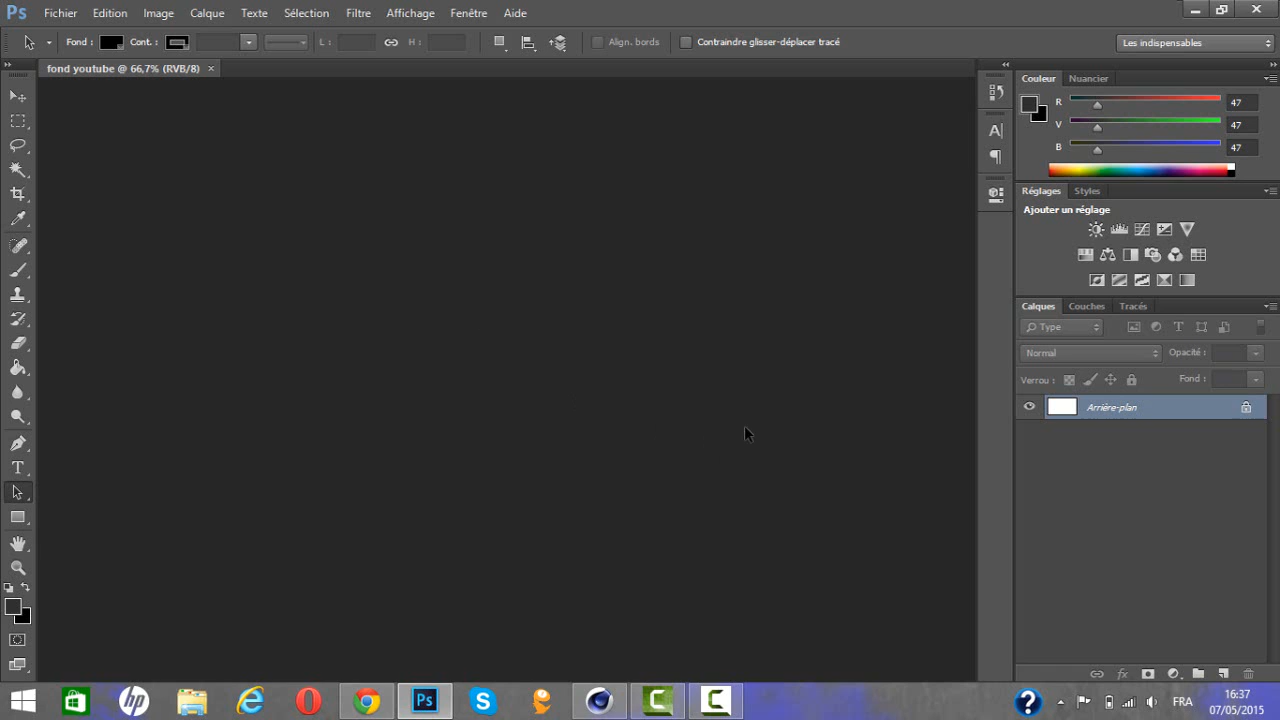 Ps Fichier Edition Image Calque Texte Sélection Filtre Affichage Fenêtre Aide
Fond : Cont. : L : H : Align. bords Contraindre glisser-déplacer tracé Les indispensables
fond youtube @ 66,7% (RVB/8) ×
Couleur Nuancier
R 47
V 47
B 47
Réglages Styles
Ajouter un réglage
Calques Couches Tracés
Type
Normal Opacité :
Verrou : Fond :
Arrière-plan
hp Ps FRA 16:37
07/05/2015